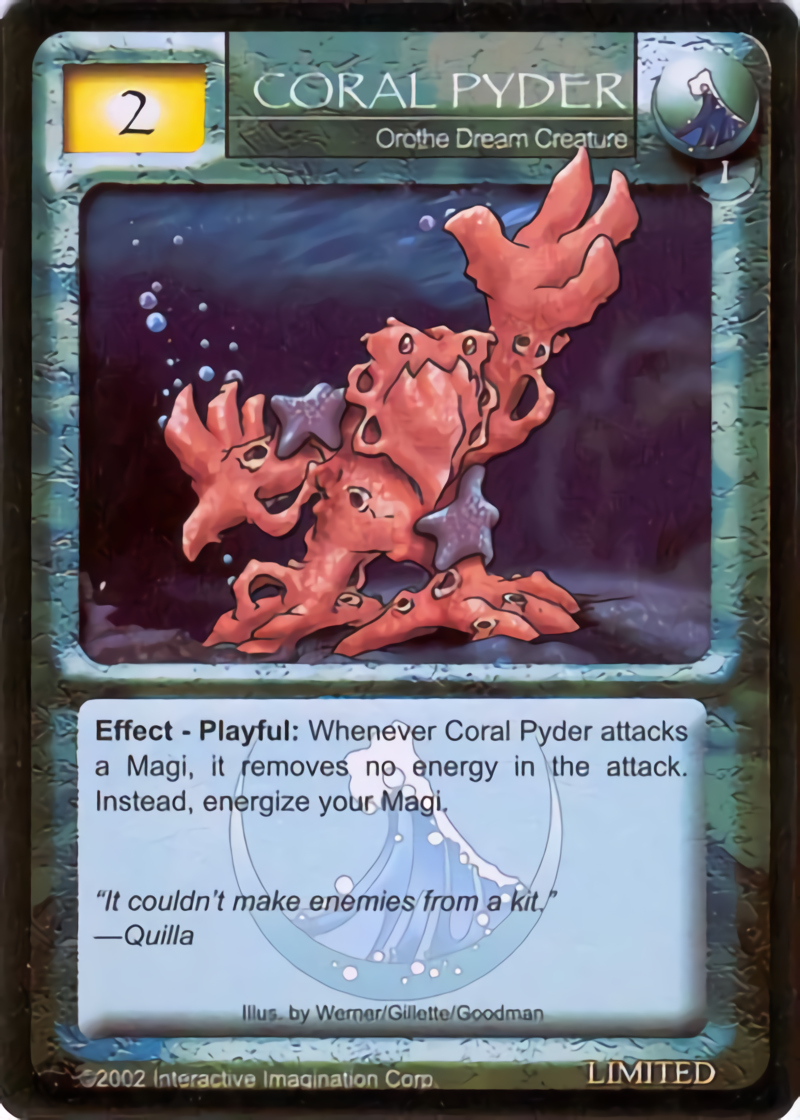 2
CORAL PYDER
Orothe Dream Creature
1
Effect - Playful: Whenever Coral Pyder attacks
a Magi, it removes no energy in the attack.
Instead, energize your Magi.
“It couldn’t make enemies from a kit.”
—Quilla
Illus. by Werner/Gillette/Goodman
©2002 Interactive Imagination Corp.
LIMITED